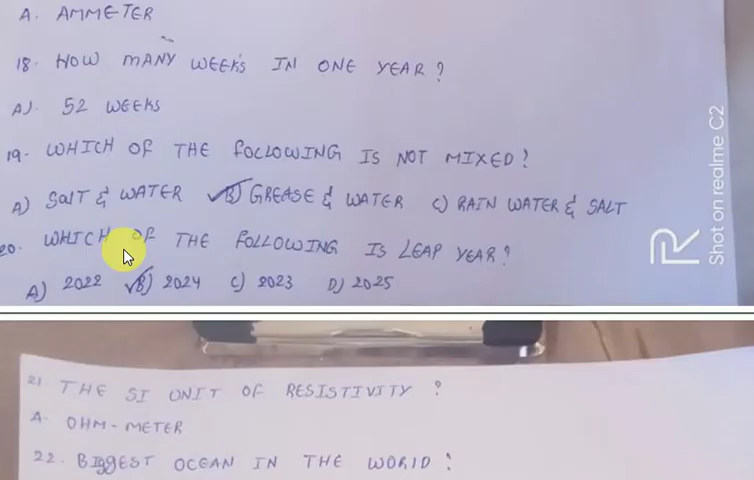 A. AMMETER
18. HOW MANY WEEKS IN ONE YEAR?
A). 52 WEEKS
19. WHICH OF THE FOLLOWING IS NOT MIXED?
A) SALT & WATER B) GREASE & WATER C) RAIN WATER & SALT
20. WHICH OF THE FOLLOWING IS LEAP YEAR?
A) 2022 B) 2024 C) 2023 D) 2025
21. THE SI UNIT OF RESISTIVITY?
A. OHM-METER
22. BIGGEST OCEAN IN THE WORLD?
R Shot on realme C2